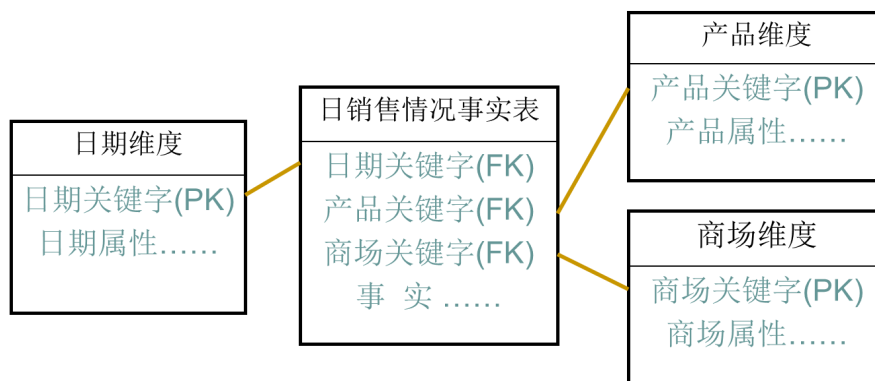 日期维度
日期关键字(PK)
日期属性……
日销售情况事实表
日期关键字(FK)
产品关键字(FK)
商场关键字(FK)
事 实……
产品维度
产品关键字(PK)
产品属性……
商场维度
商场关键字(PK)
商场属性……